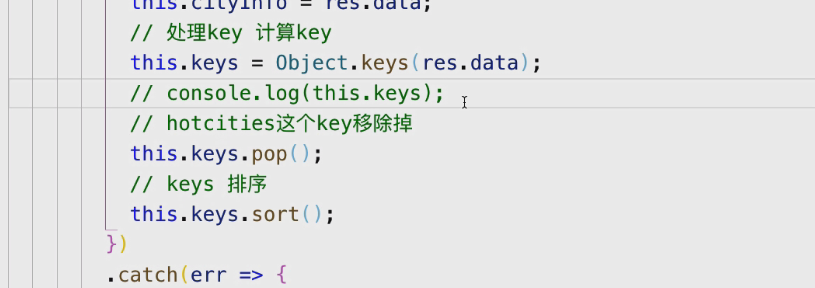 this.cityInfo = res.data;
// 处理key 计算key
this.keys = Object.keys(res.data);
// console.log(this.keys);
// hotcities这个key移除掉
this.keys.pop();
// keys 排序
this.keys.sort();
})
.catch(err => {